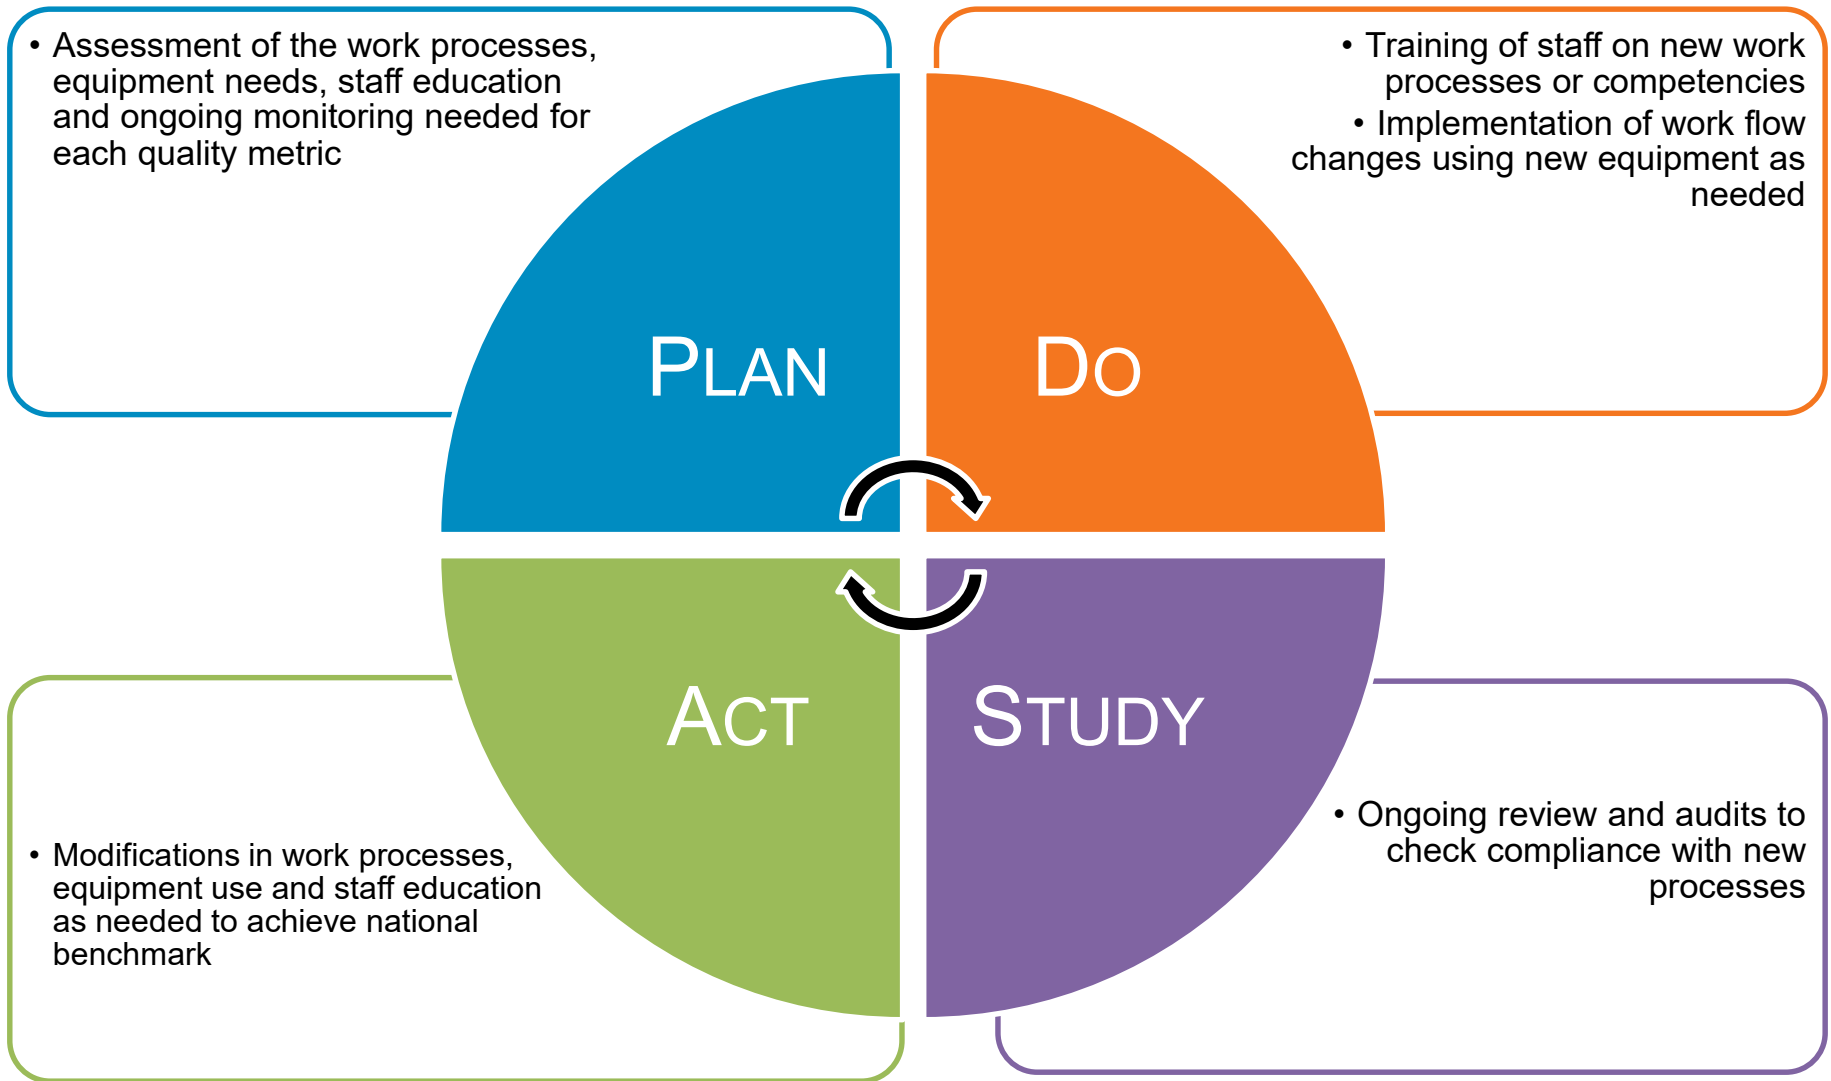 • Assessment of the work processes,
equipment needs, staff education
and ongoing monitoring needed for
each quality metric
• Training of staff on new work
processes or competencies
• Implementation of work flow
changes using new equipment as
needed
PLAN
DO
ACT
STUDY
• Modifications in work processes,
equipment use and staff education
as needed to achieve national
benchmark
• Ongoing review and audits to
check compliance with new
processes